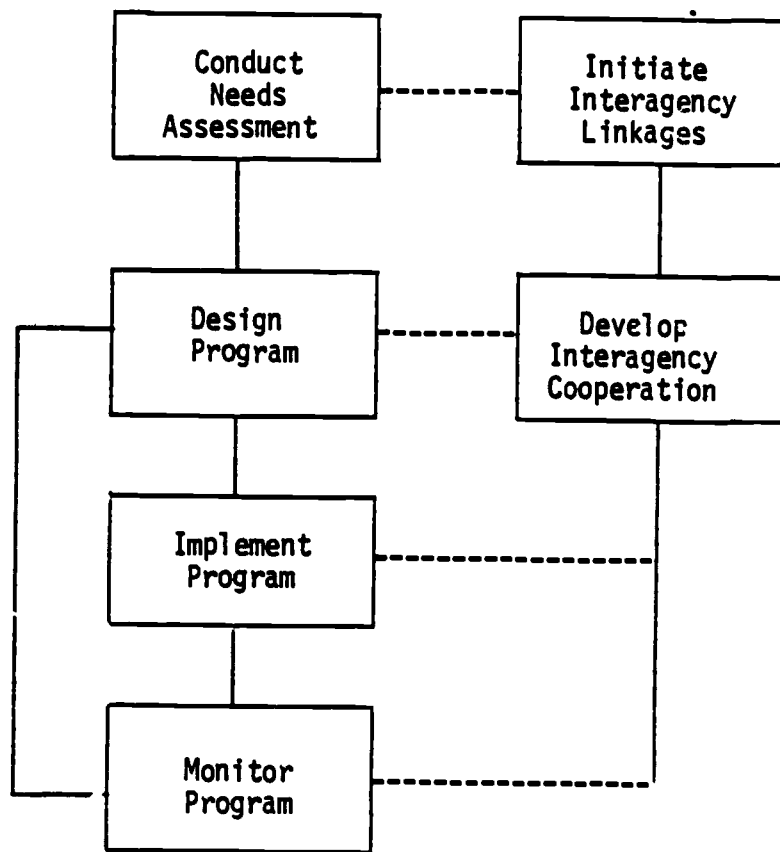 Conduct
Needs
Assessment
Initiate
Interagency
Linkages
Design
Program
Develop
Interagency
Cooperation
Implement
Program
Monitor
Program